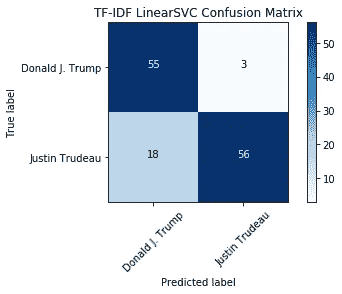 TF-IDF LinearSVC Confusion Matrix
True label
Donald J. Trump
55
3
Justin Trudeau
18
56
Donald J. Trump
Justin Trudeau
Predicted label
50
40
30
20
10